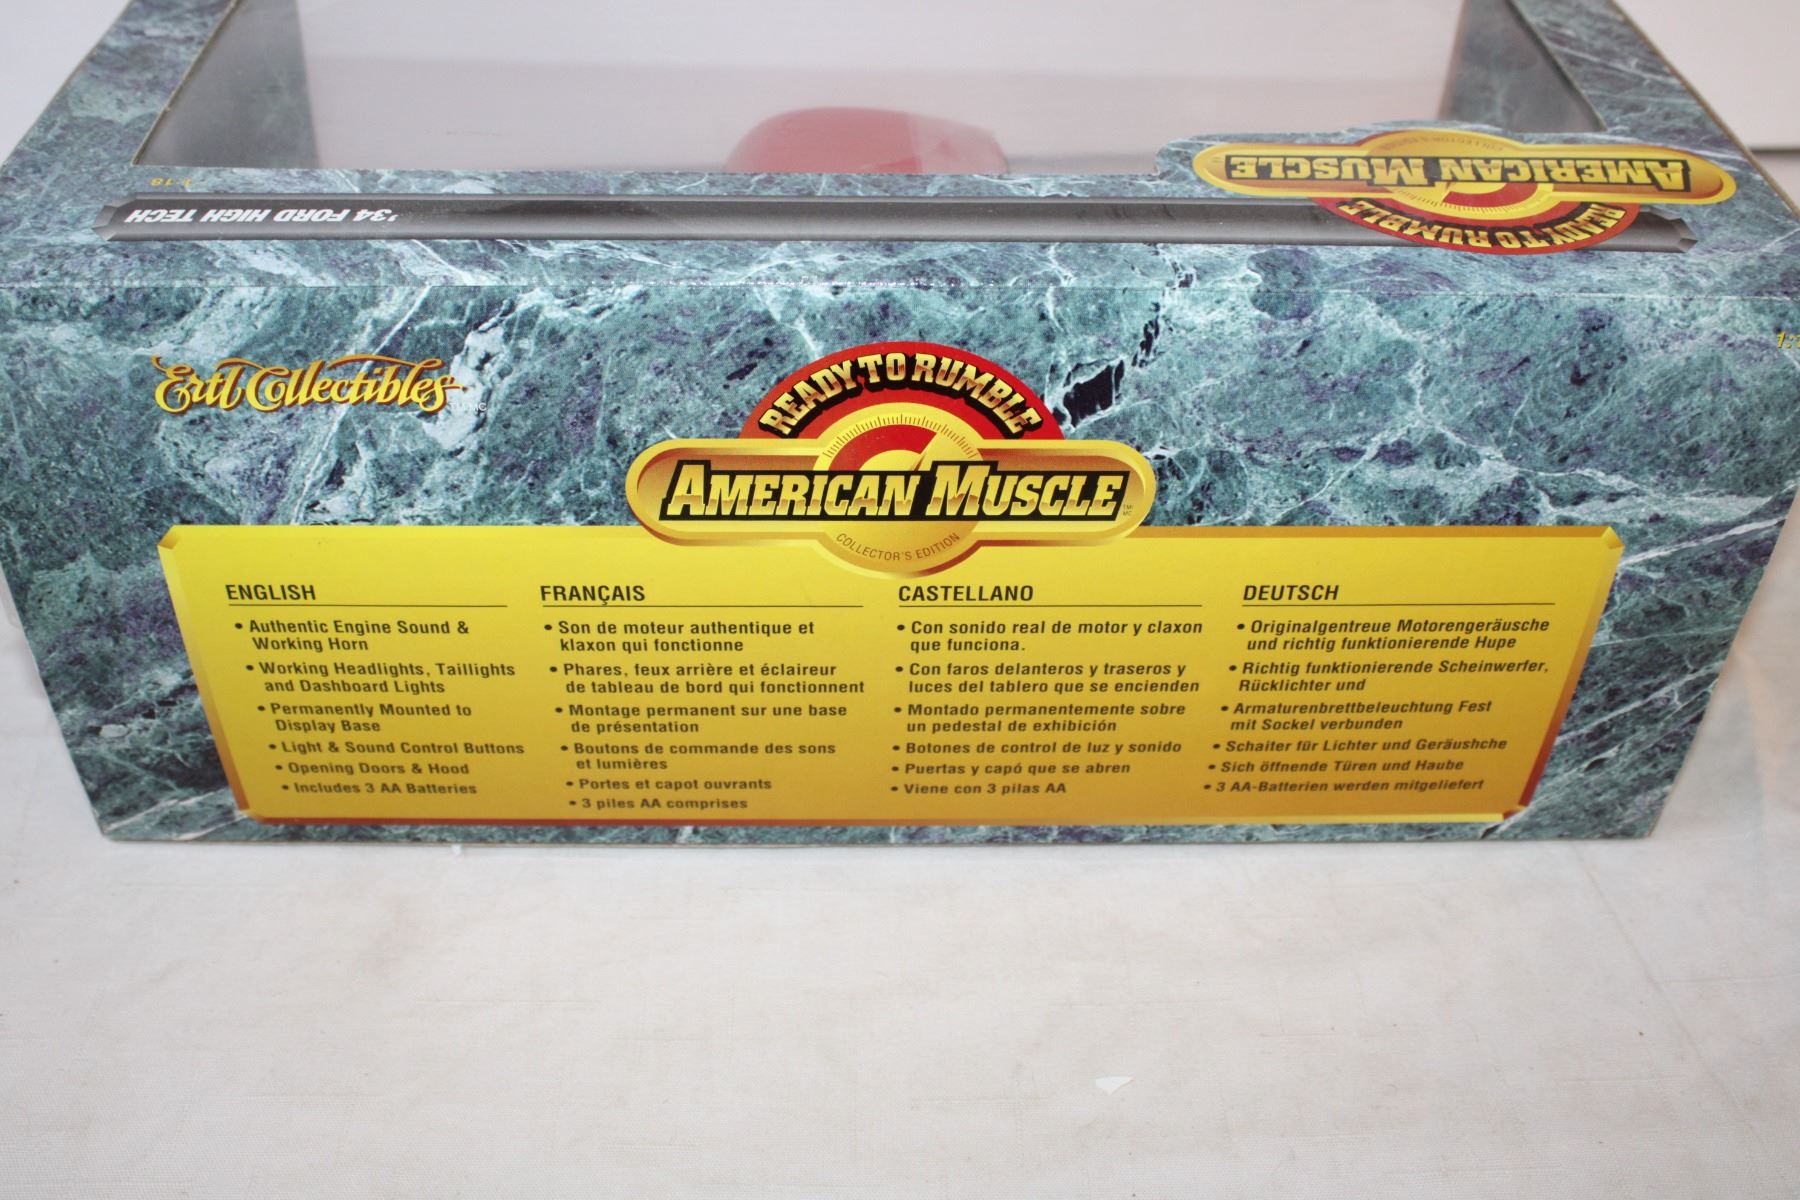 1:18
'34 FORD HIGH TECH
AMERICAN MUSCLE
COLLECTOR'S EDITION
READY TO RUMBLE
Ertl Collectibles TM/MC
READY TO RUMBLE
AMERICAN MUSCLE TM/MC
COLLECTOR'S EDITION
ENGLISH
• Authentic Engine Sound &
Working Horn
• Working Headlights, Taillights
and Dashboard Lights
• Permanently Mounted to
Display Base
• Light & Sound Control Buttons
• Opening Doors & Hood
• Includes 3 AA Batteries
FRANÇAIS
• Son de moteur authentique et
klaxon qui fonctionne
• Phares, feux arrière et éclaireur
de tableau de bord qui fonctionnent
• Montage permanent sur une base
de présentation
• Boutons de commande des sons
et lumières
• Portes et capot ouvrants
• 3 piles AA comprises
CASTELLANO
• Con sonido real de motor y claxon
que funciona.
• Con faros delanteros y traseros y
luces del tablero que se encienden
• Montado permanentemente sobre
un pedestal de exhibición
• Botones de control de luz y sonido
• Puertas y capó que se abren
• Viene con 3 pilas AA
DEUTSCH
• Originalgentreue Motorengeräusche
und richtig funktionierende Hupe
• Richtig funktionierende Scheinwerfer,
Rücklichter und
• Armaturenbrettbeleuchtung Fest
mit Sockel verbunden
• Schaiter für Lichter und Geräushche
• Sich öffnende Türen und Haube
• 3 AA-Batterien werden mitgeliefert